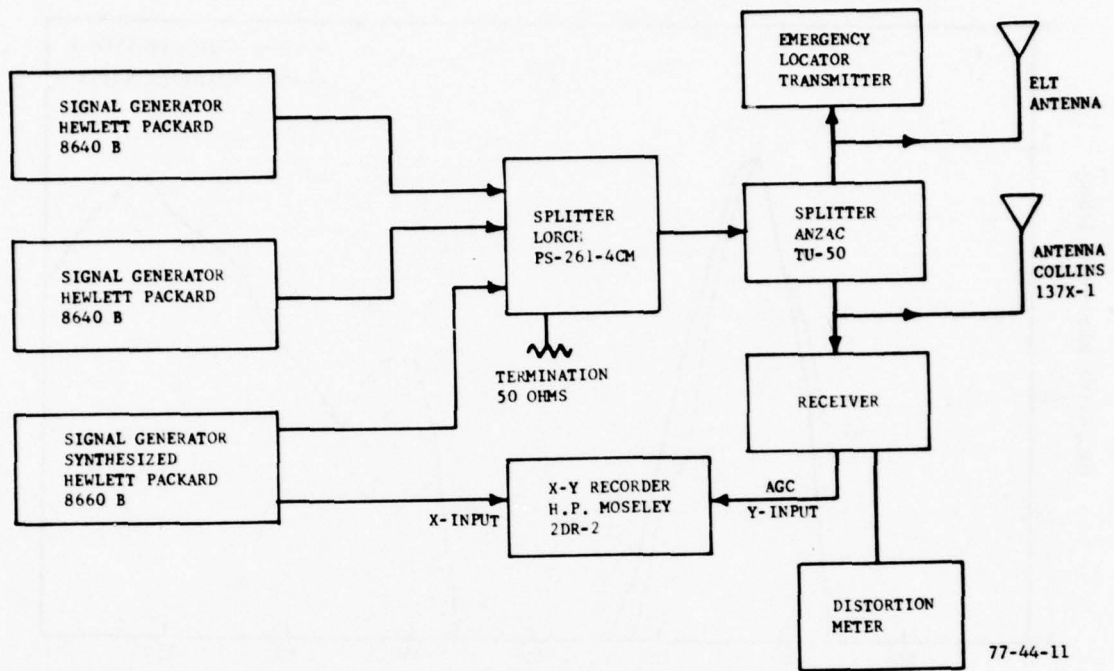 EMERGENCY
LOCATOR
TRANSMITTER
ELT
ANTENNA
SIGNAL GENERATOR
HEWLETT PACKARD
8640 B
SPLITTER
LORCH
PS-261-4CM
SPLITTER
ANZAC
TU-50
ANTENNA
COLLINS
137X-1
SIGNAL GENERATOR
HEWLETT PACKARD
8640 B
TERMINATION
50 OHMS
RECEIVER
SIGNAL GENERATOR
SYNTHESIZED
HEWLETT PACKARD
8660 B
X-INPUT
X-Y RECORDER
H.P. MOSELEY
2DR-2
AGC
Y-INPUT
DISTORTION
METER
77-44-11